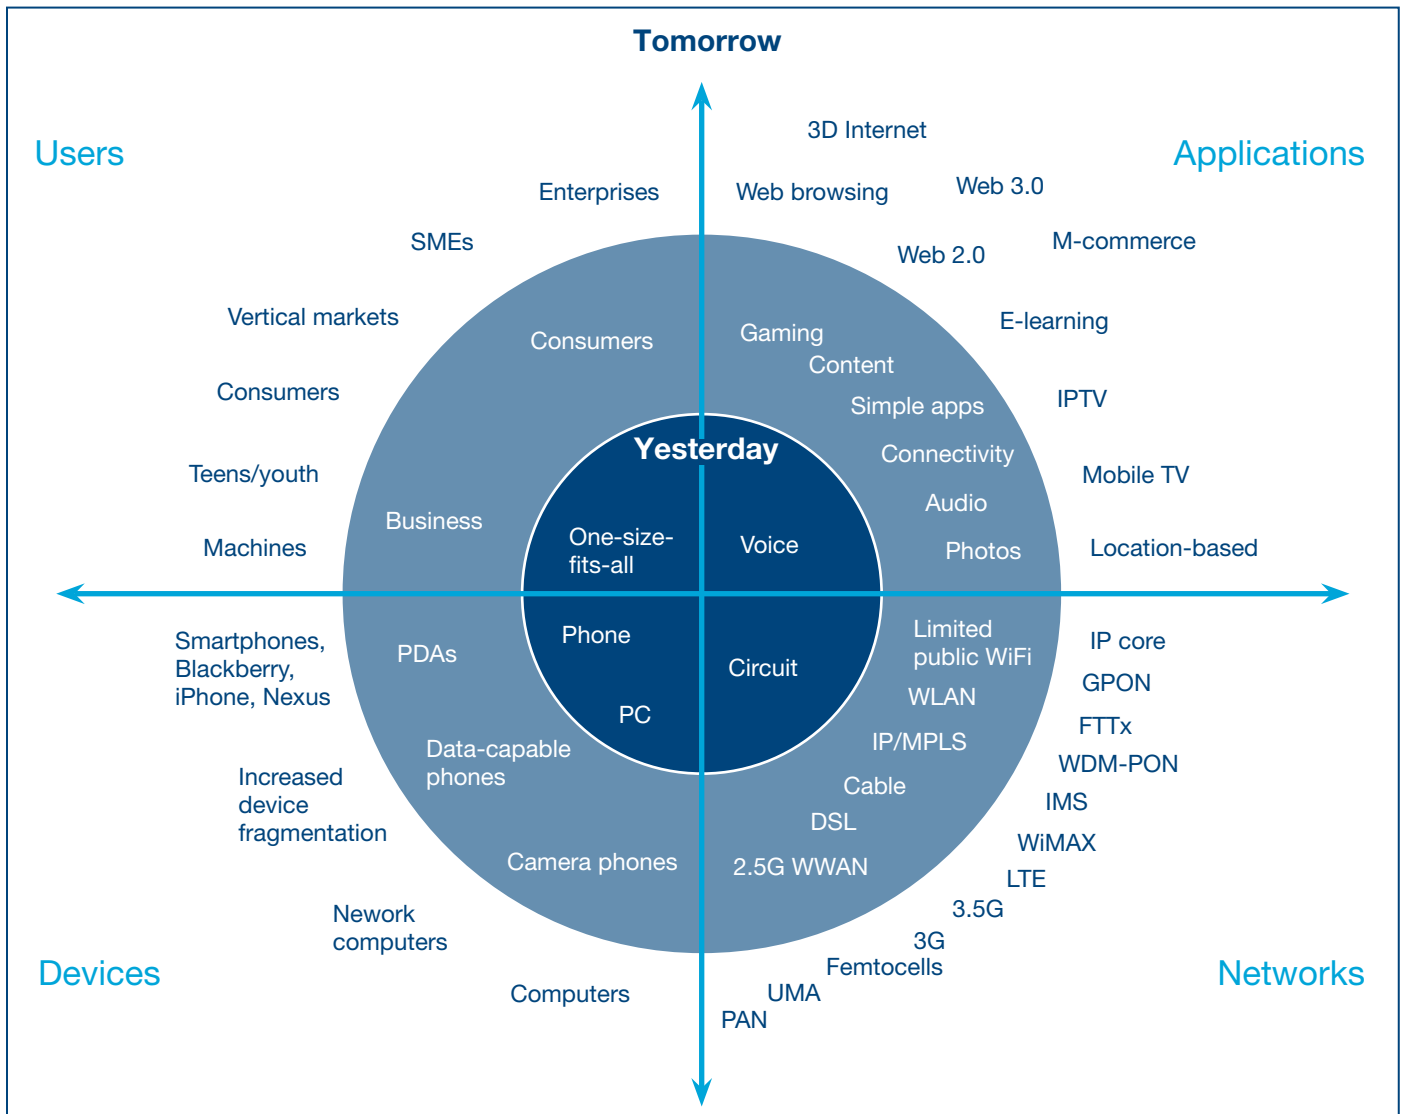 Tomorrow
Users
Applications
3D Internet
Enterprises
Web browsing
Web 3.0
SMEs
Web 2.0
M-commerce
Vertical markets
Consumers
Gaming
E-learning
Content
Consumers
Simple apps
IPTV
Yesterday
Connectivity
Teens/youth
Mobile TV
Business
Audio
Machines
One-size-
fits-all
Voice
Photos
Location-based
Smartphones,
Blackberry,
iPhone, Nexus
PDAs
Phone
Circuit
Limited
public WiFi
IP core
GPON
WLAN
PC
FTTx
IP/MPLS
Data-capable
phones
WDM-PON
Increased
device
fragmentation
Cable
IMS
DSL
WiMAX
Camera phones
2.5G WWAN
LTE
Nework
computers
3.5G
3G
Femtocells
Devices
Networks
Computers
UMA
PAN